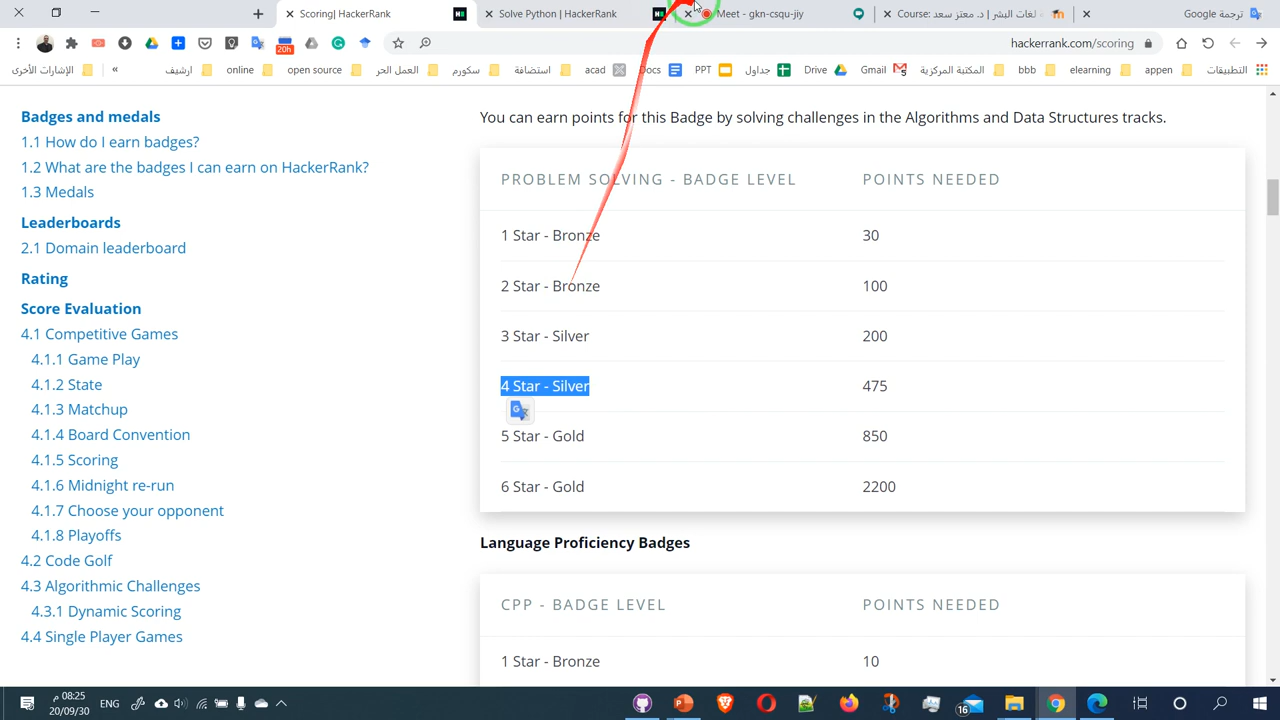 Scoring| HackerRank
Solve Python | HackerRank
Meet - gkn-csqu-jiy
Course: لغات البشر | د. معتز سعد
ترجمة Google
20h
hackerrank.com/scoring
الإشارات الأخرى
»
ارشيف
online
open source
العمل الحر
سكورم
استضافة
acad
Docs
PPT
جداول
Drive
Gmail
المكتبة المركزية
bbb
elearning
appen
التطبيقات
Badges and medals
1.1 How do I earn badges?
1.2 What are the badges I can earn on HackerRank?
1.3 Medals
Leaderboards
2.1 Domain leaderboard
Rating
Score Evaluation
4.1 Competitive Games
4.1.1 Game Play
4.1.2 State
4.1.3 Matchup
4.1.4 Board Convention
4.1.5 Scoring
4.1.6 Midnight re-run
4.1.7 Choose your opponent
4.1.8 Playoffs
4.2 Code Golf
4.3 Algorithmic Challenges
4.3.1 Dynamic Scoring
4.4 Single Player Games
You can earn points for this Badge by solving challenges in the Algorithms and Data Structures tracks.
PROBLEM SOLVING - BADGE LEVEL POINTS NEEDED
1 Star - Bronze 30
2 Star - Bronze 100
3 Star - Silver 200
4 Star - Silver 475
5 Star - Gold 850
6 Star - Gold 2200
Language Proficiency Badges
CPP - BADGE LEVEL POINTS NEEDED
1 Star - Bronze 10
08:25 م
20/09/30
ENG
16